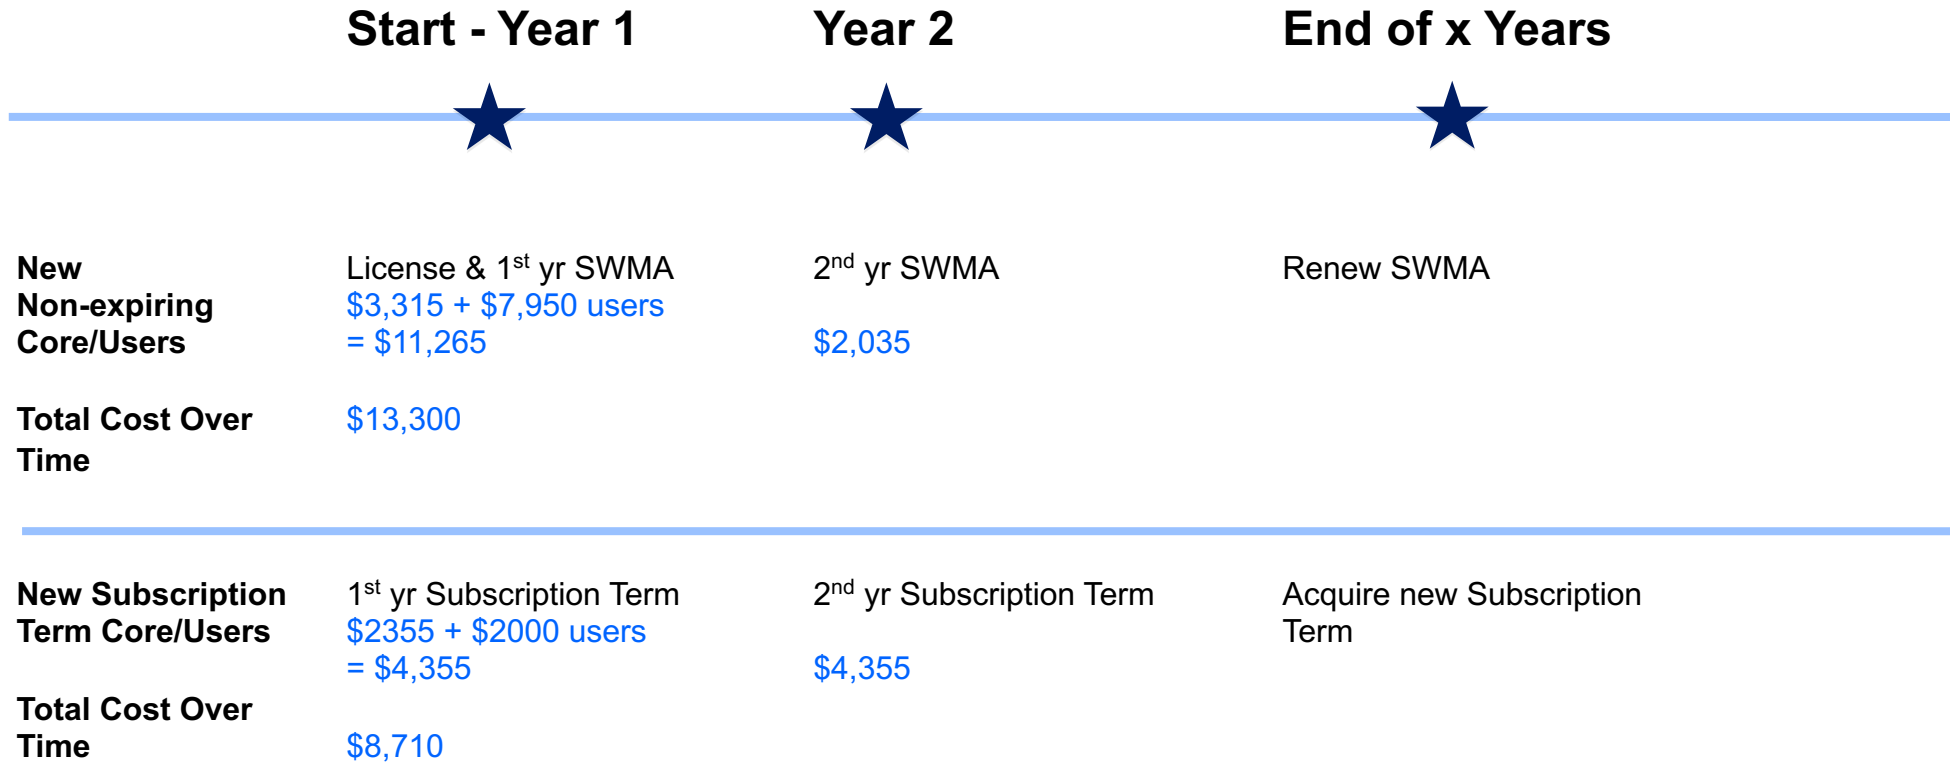 Start - Year 1 Year 2 End of x Years
New License & 1st yr SWMA 2nd yr SWMA Renew SWMA
Non-expiring $3,315 + $7,950 users
Core/Users = $11,265 $2,035
Total Cost Over $13,300
Time
New Subscription 1st yr Subscription Term 2nd yr Subscription Term Acquire new Subscription
Term Core/Users $2355 + $2000 users Term
= $4,355 $4,355
Total Cost Over
Time $8,710